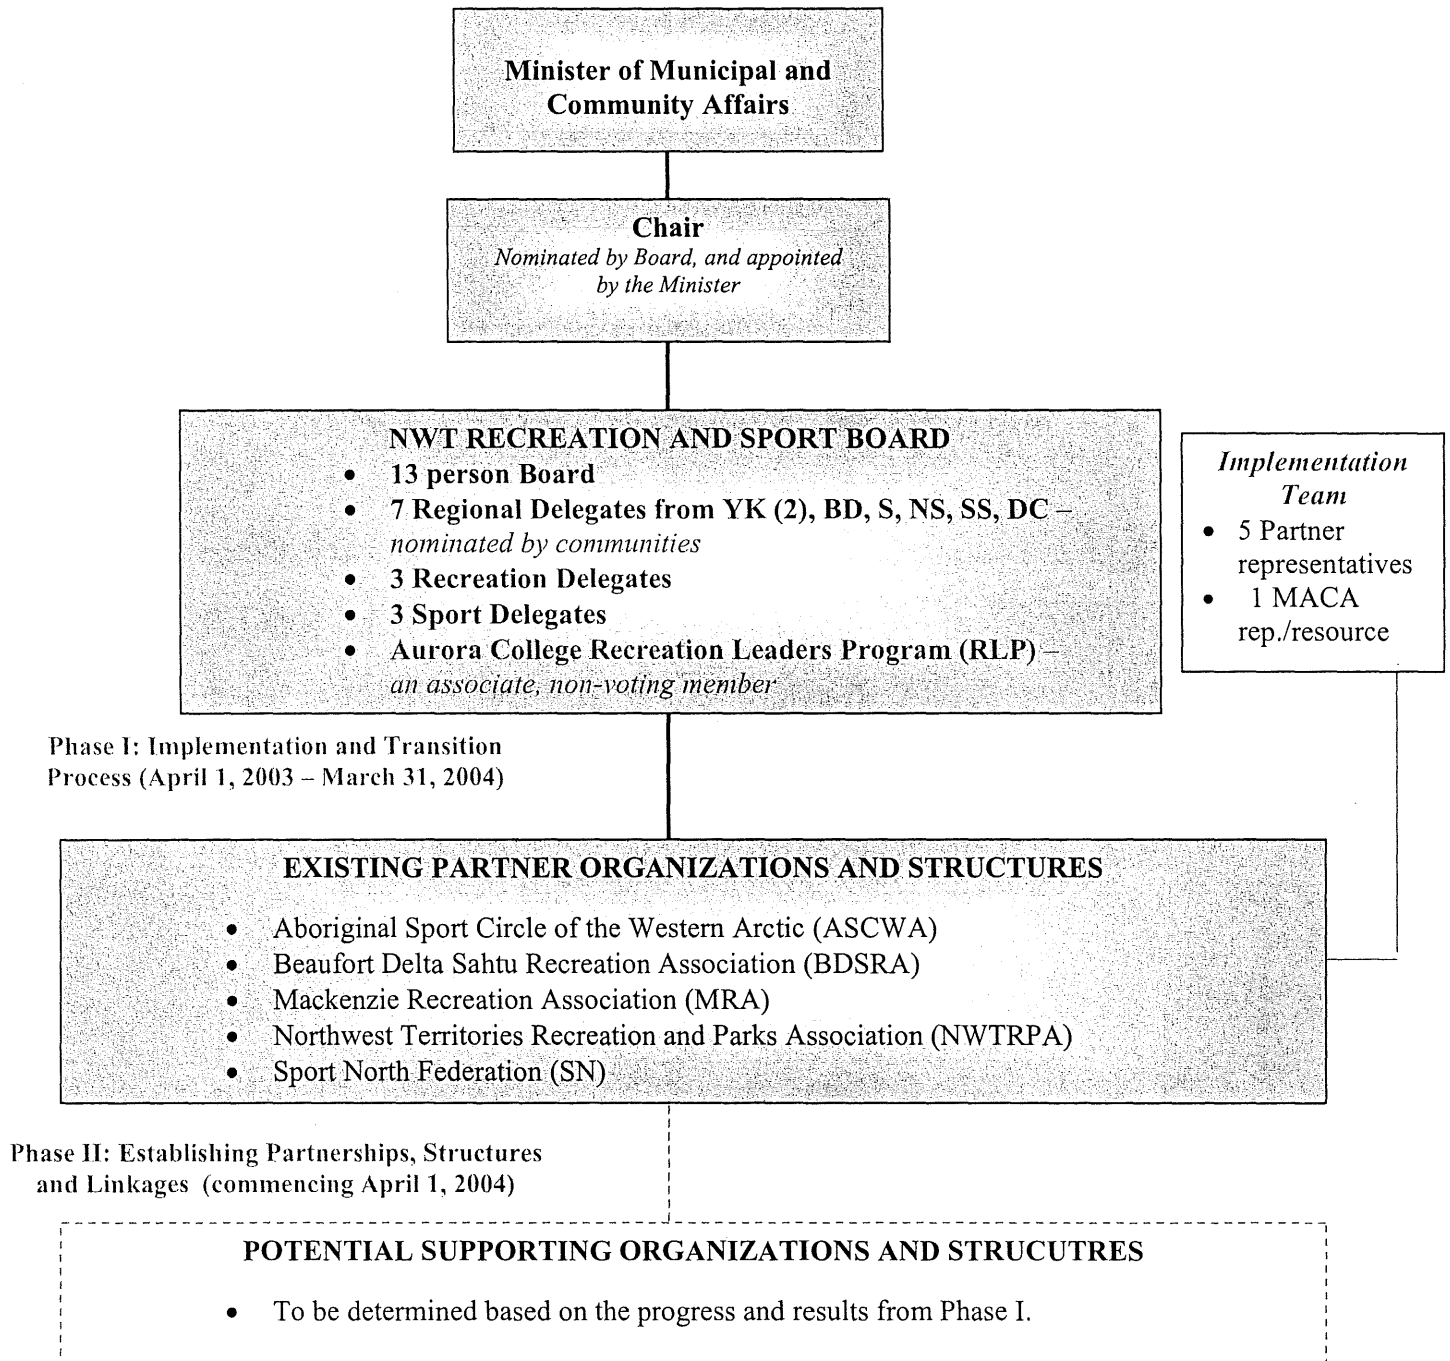 Minister of Municipal and
Community Affairs
Chair
Nominated by Board, and appointed
by the Minister
NWT RECREATION AND SPORT BOARD
• 13 person Board
• 7 Regional Delegates from YK (2), BD, S, NS, SS, DC –
nominated by communities
• 3 Recreation Delegates
• 3 Sport Delegates
• Aurora College Recreation Leaders Program (RLP) –
an associate, non-voting member
Implementation
Team
• 5 Partner
representatives
• 1 MACA
rep./resource
Phase I: Implementation and Transition
Process (April 1, 2003 – March 31, 2004)
EXISTING PARTNER ORGANIZATIONS AND STRUCTURES
• Aboriginal Sport Circle of the Western Arctic (ASCWA)
• Beaufort Delta Sahtu Recreation Association (BDSRA)
• Mackenzie Recreation Association (MRA)
• Northwest Territories Recreation and Parks Association (NWTRPA)
• Sport North Federation (SN)
Phase II: Establishing Partnerships, Structures
and Linkages (commencing April 1, 2004)
POTENTIAL SUPPORTING ORGANIZATIONS AND STRUCUTRES
• To be determined based on the progress and results from Phase I.